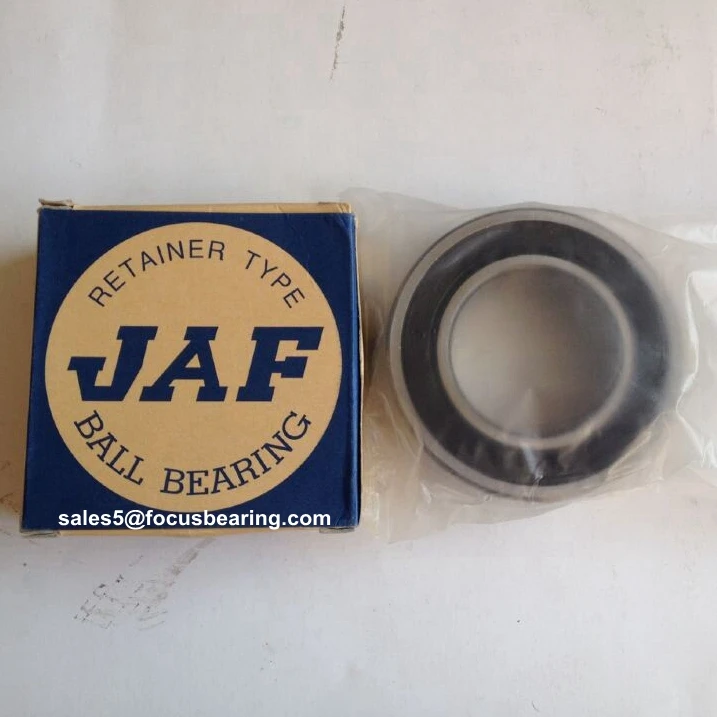 RETAINER TYPE
JAF
BALL BEARING
sales5@focusbearing.com